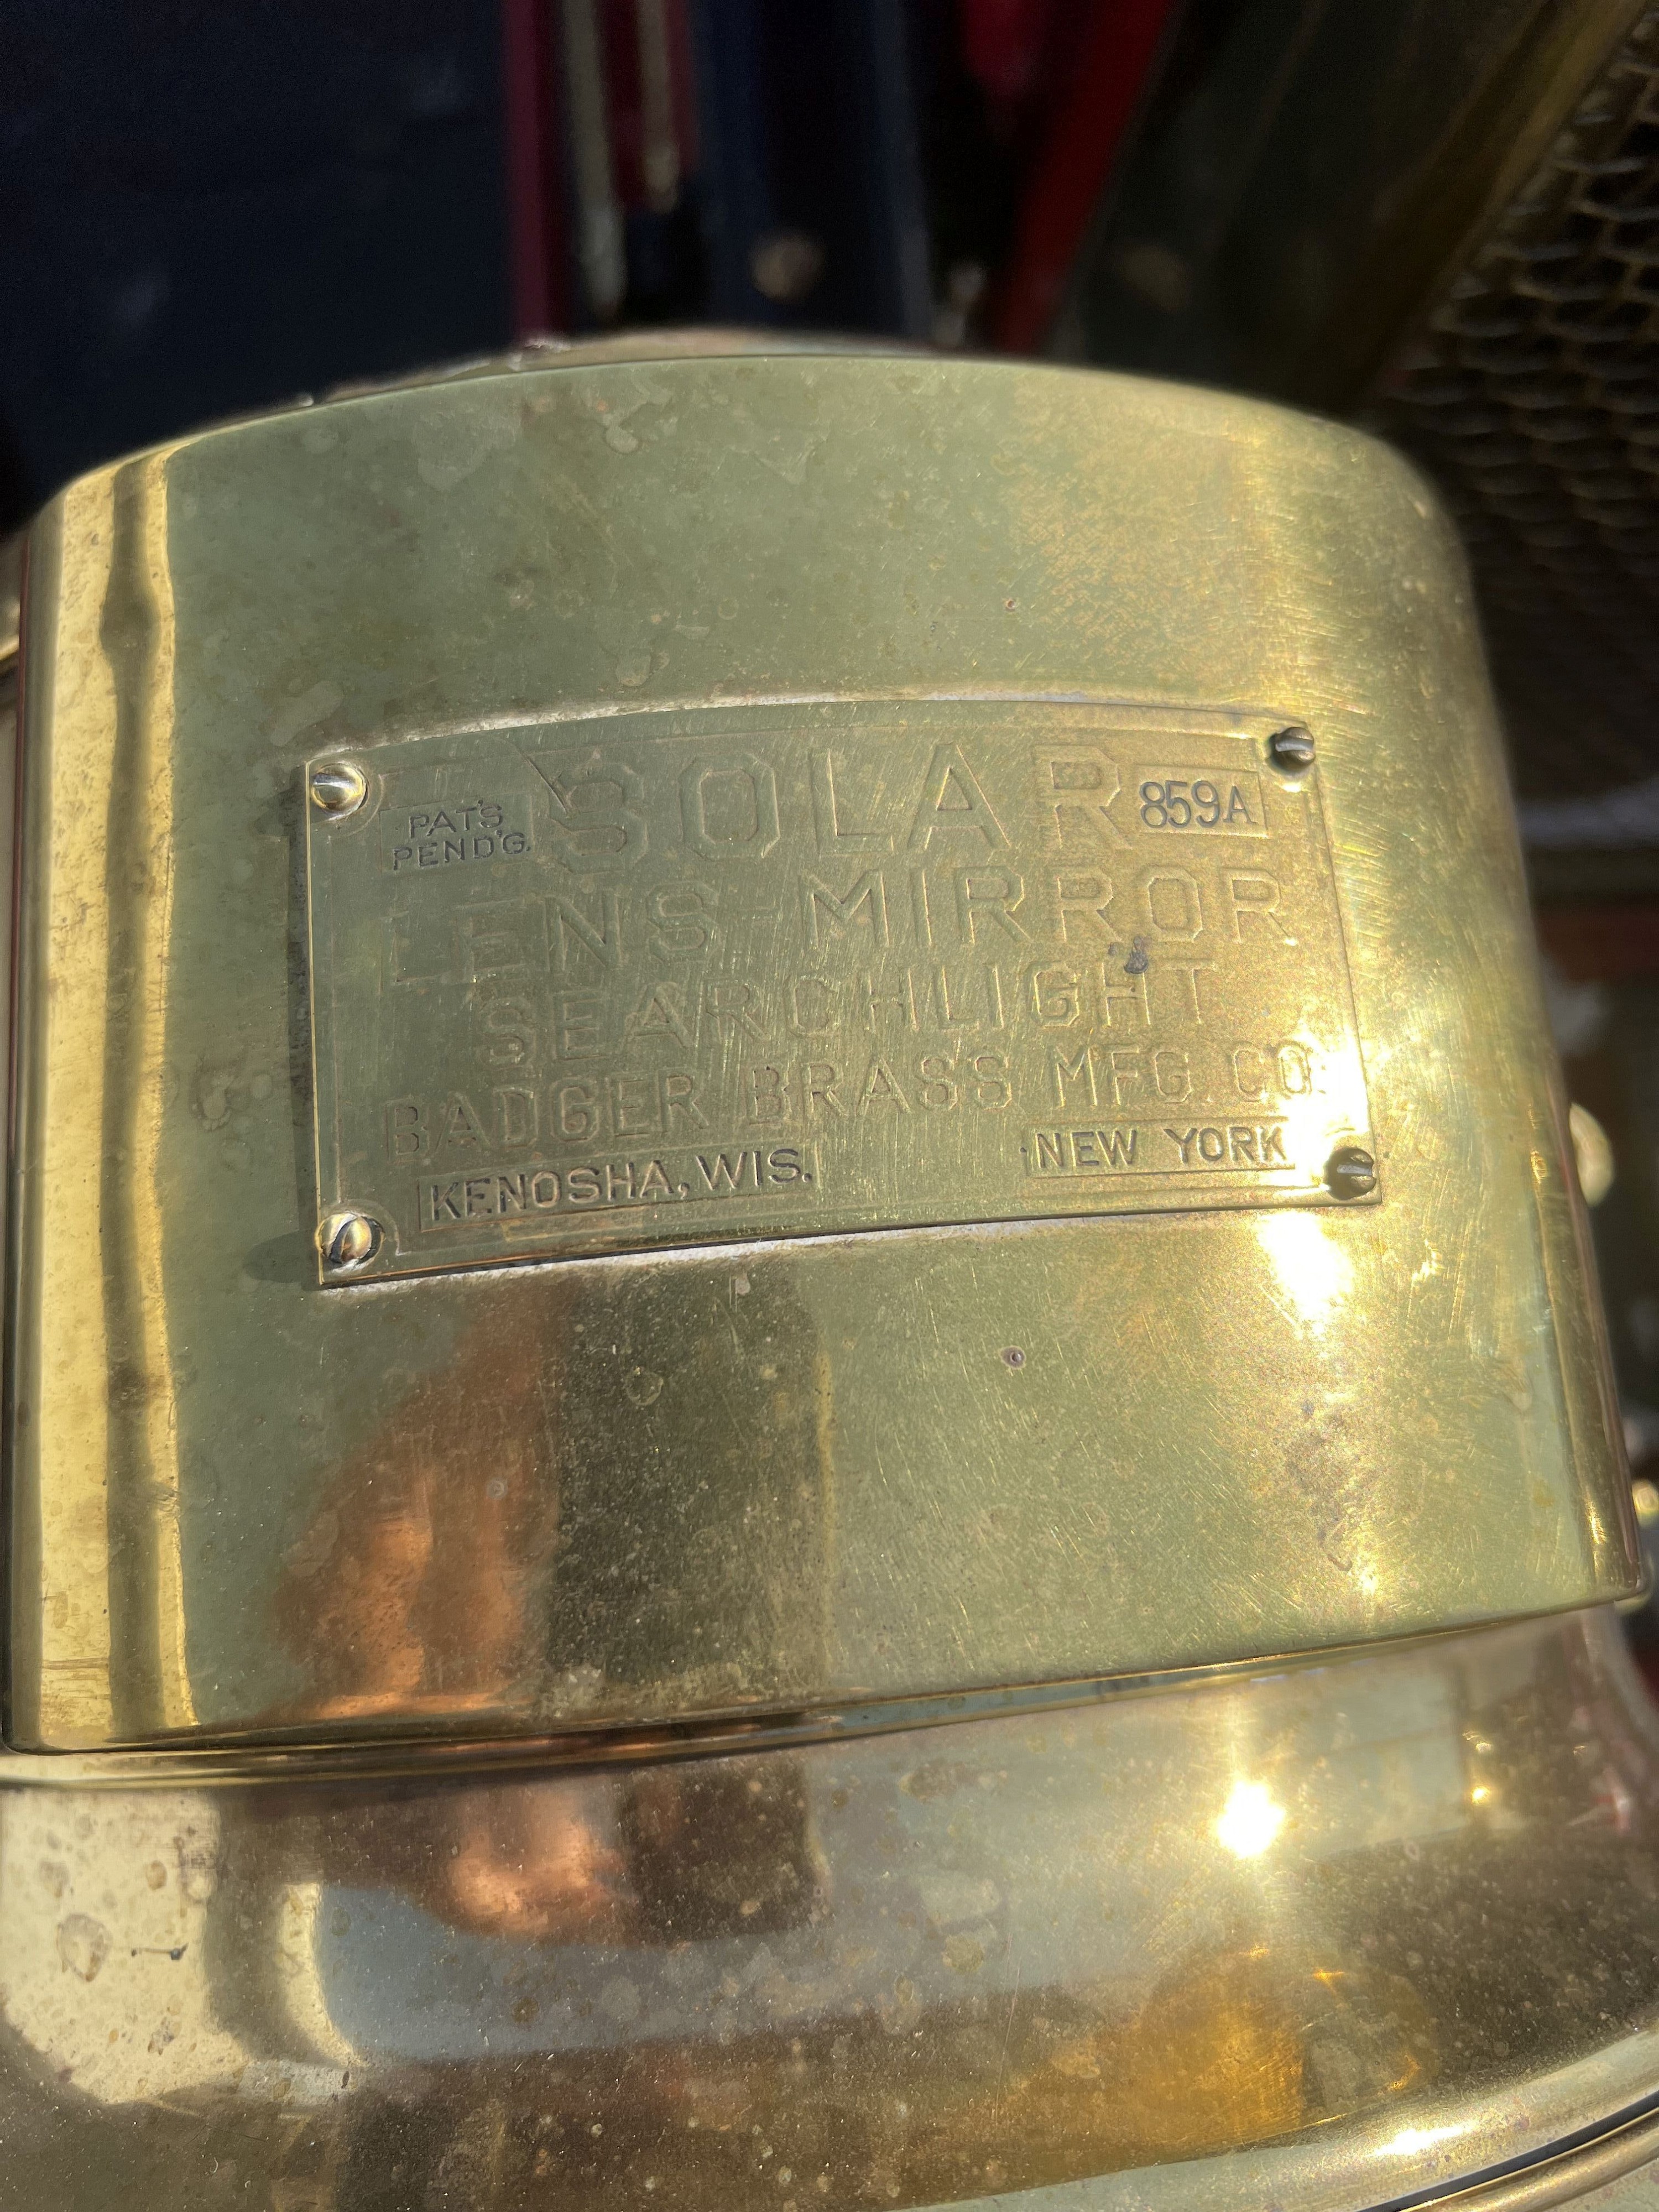 PAT'S
PEND'G.
SOLAR
859A
LENS MIRROR
SEARCHLIGHT
BADGER BRASS MFG. CO.
KENOSHA, WIS.
NEW YORK